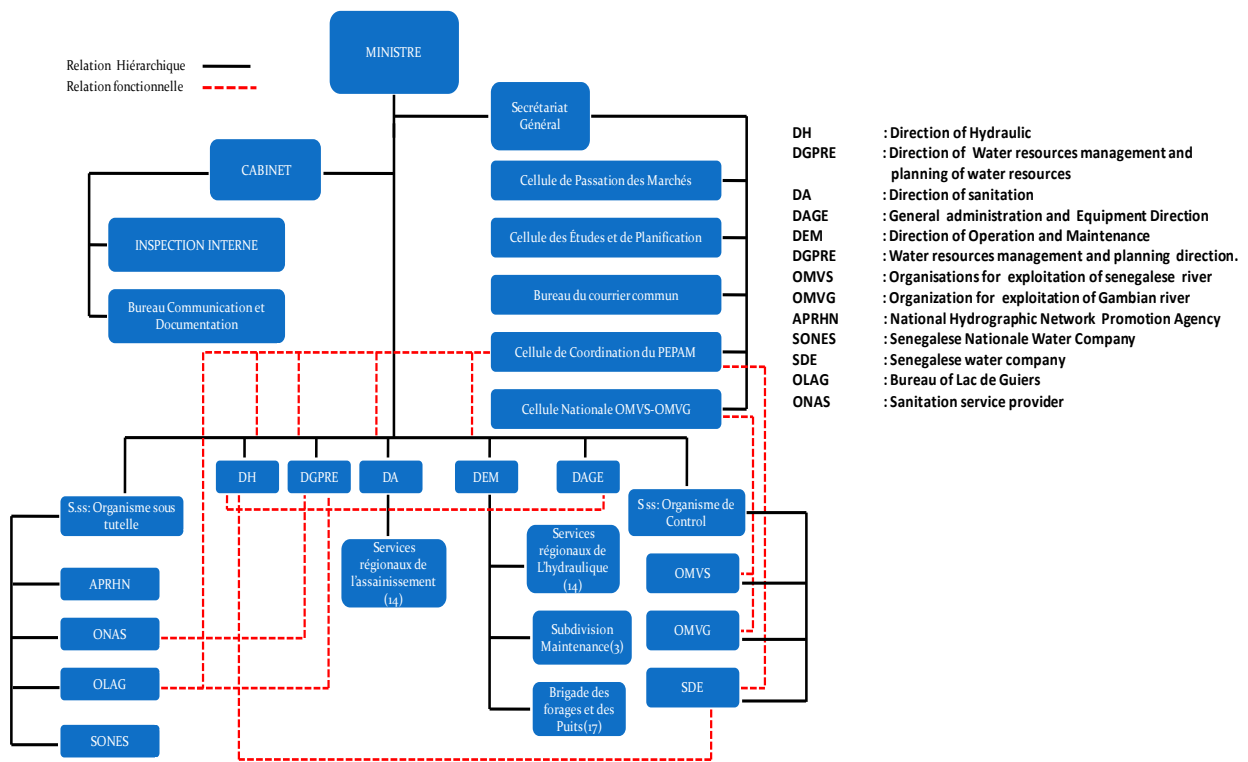 MINISTRE
Relation Hiérarchique
Relation fonctionnelle
Secrétariat
Général
CABINET
Cellule de Passation des Marchés
INSPECTION INTERNE
Cellule des Études et de Planification
Bureau Communication et
Documentation
Bureau du courrier commun
Cellule de Coordination du PEPAM
Cellule Nationale OMVS-OMVG
DH
DGPRE
DA
DEM
DAGE
S.ss: Organisme sous
tutelle
S ss: Organisme de
Control
Services
régionaux de
l'assainissement
(14)
Services
régionaux de
L'hydraulique
(14)
APRHN
OMVS
ONAS
Subdivision
Maintenance(3)
OMVG
OLAG
Brigade des
forages et des
Puits(17)
SDE
SONES
DH : Direction of Hydraulic
DGPRE : Direction of Water resources management and
planning of water resources
DA : Direction of sanitation
DAGE : General administration and Equipment Direction
DEM : Direction of Operation and Maintenance
DGPRE : Water resources management and planning direction.
OMVS : Organisations for exploitation of senegalese river
OMVG : Organization for exploitation of Gambian river
APRHN : National Hydrographic Network Promotion Agency
SONES : Senegalese Nationale Water Company
SDE : Senegalese water company
OLAG : Bureau of Lac de Guiers
ONAS : Sanitation service provider